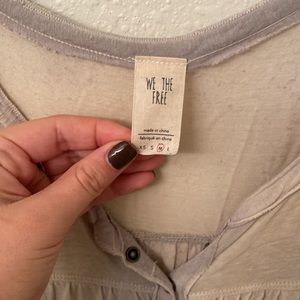 WE THE
FREE
made in china
fabriqué en chine
XS S M L